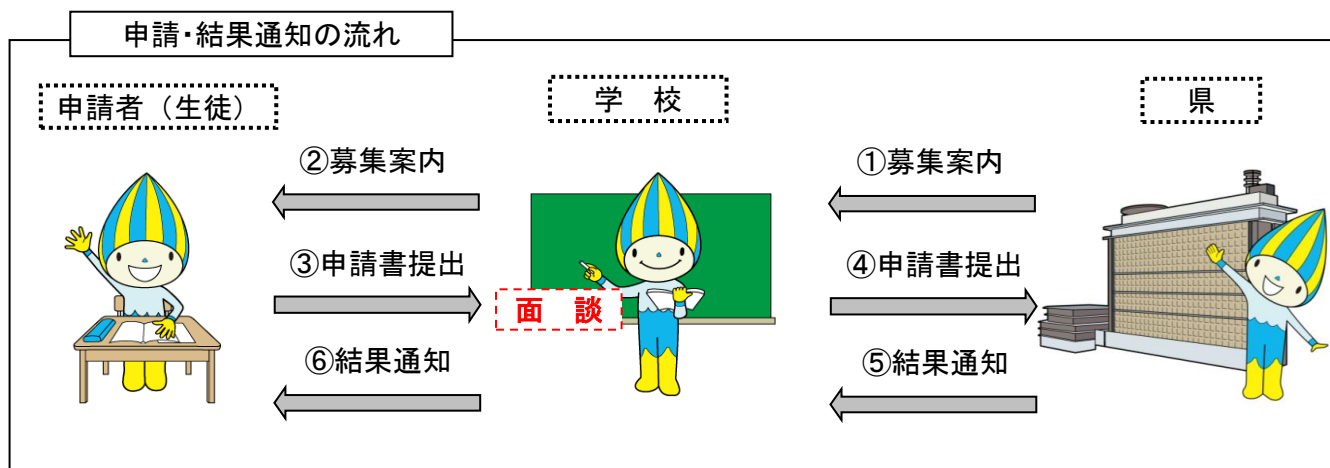 申請・結果通知の流れ
申請者（生徒）
学　校
県
②募集案内
①募集案内
③申請書提出
④申請書提出
面　談
⑥結果通知
⑤結果通知